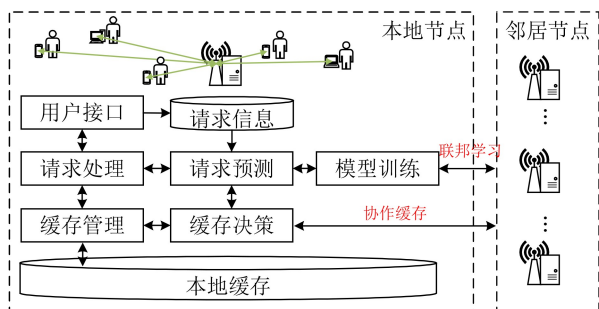 本地节点
邻居节点
用户接口
请求信息
请求处理
请求预测
模型训练
联邦学习
缓存管理
缓存决策
协作缓存
本地缓存